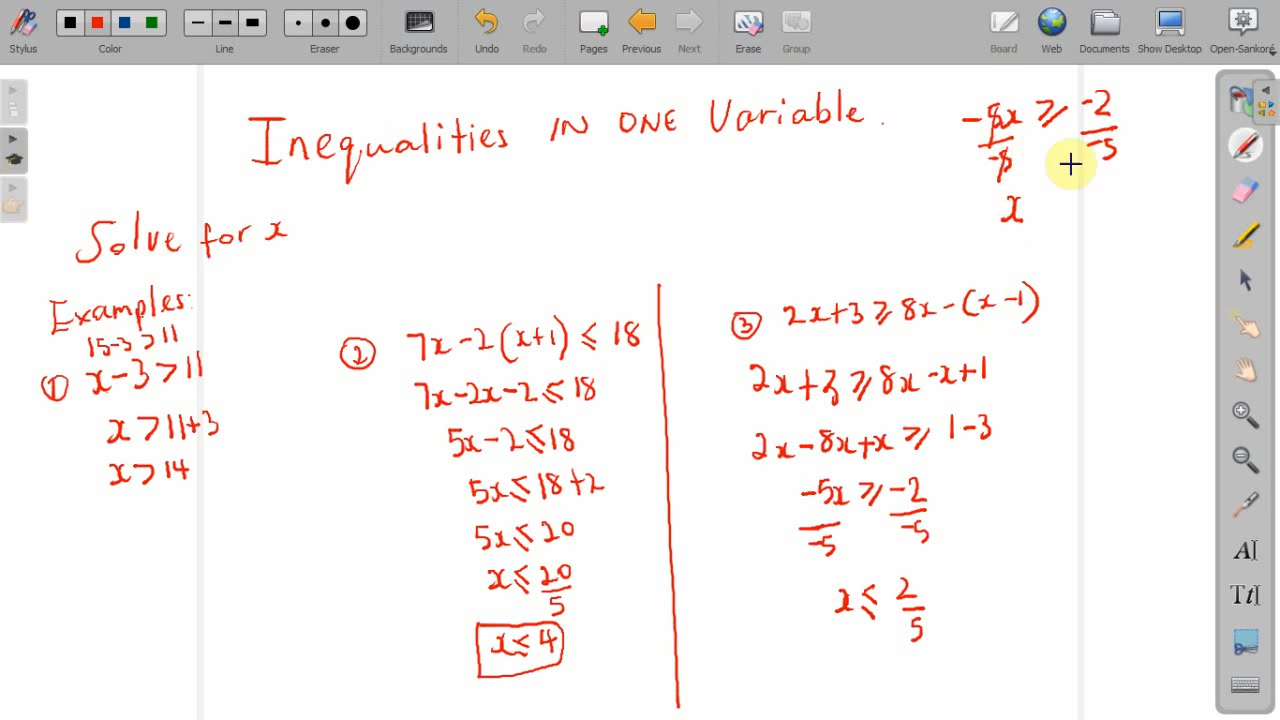 Stylus Color Line Eraser Backgrounds Undo Redo Pages Previous Next Erase Group Board Web Documents Show Desktop Open-Sankoré
Inequalities IN ONE Variable.
-5x ≥ -2
-5 -5
x
Solve for x
Examples:
15-3>11
① x-3>11
x>11+3
x>14
② 7x-2(x+1) ≤ 18
7x-2x-2 ≤ 18
5x-2 ≤ 18
5x ≤ 18+2
5x ≤ 20
x ≤ 20
5
x ≤ 4
③ 2x+3 ≥ 8x-(x-1)
2x+3 ≥ 8x-x+1
2x-8x+x ≥ 1-3
-5x ≥ -2
-5 -5
x ≤ 2
5
A
Tt